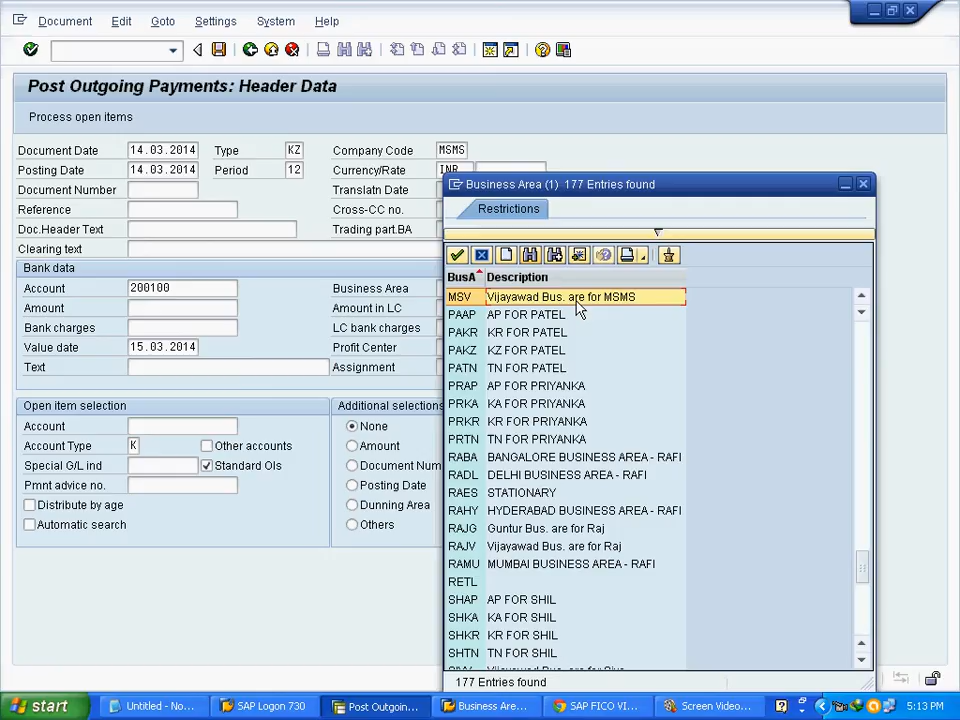 Document Edit Goto Settings System Help
Post Outgoing Payments: Header Data
Process open items
Document Date 14.03.2014 Type KZ Company Code MSMS
Posting Date 14.03.2014 Period 12 Currency/Rate INR
Document Number Translatn Date
Reference Cross-CC no.
Doc.Header Text Trading part.BA
Clearing text
Bank data
Account 200100 Business Area
Amount Amount in LC
Bank charges LC bank charges
Value date 15.03.2014 Profit Center
Text Assignment
Open item selection Additional selections
Account None
Account Type K Other accounts Amount
Special G/L ind Standard OIs Document Num
Pmnt advice no. Posting Date
Distribute by age Dunning Area
Automatic search Others
Business Area (1) 177 Entries found
Restrictions
BusA Description
MSV Vijayawad Bus. are for MSMS
PAAP AP FOR PATEL
PAKR KR FOR PATEL
PAKZ KZ FOR PATEL
PATN TN FOR PATEL
PRAP AP FOR PRIYANKA
PRKA KA FOR PRIYANKA
PRKR KR FOR PRIYANKA
PRTN TN FOR PRIYANKA
RABA BANGALORE BUSINESS AREA - RAFI
RADL DELHI BUSINESS AREA - RAFI
RAES STATIONARY
RAHY HYDERABAD BUSINESS AREA - RAFI
RAJG Guntur Bus. are for Raj
RAJV Vijayawad Bus. are for Raj
RAMU MUMBAI BUSINESS AREA - RAFI
RETL
SHAP AP FOR SHIL
SHKA KA FOR SHIL
SHKR KR FOR SHIL
SHTN TN FOR SHIL
177 Entries found
start Untitled - No... SAP Logon 730 Post Outgoin... Business Are... SAP FICO VI... Screen Video... 5:13 PM